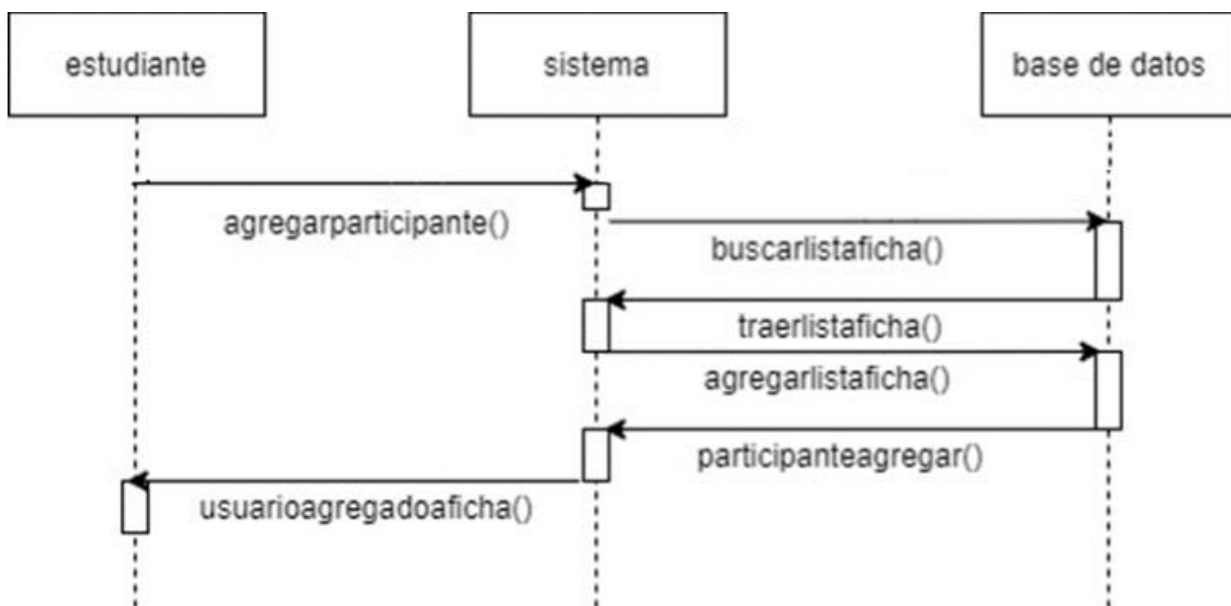 estudiante
sistema
base de datos
agregarparticipante()
buscarlistaficha()
traerlistaficha()
agregarlistaficha()
participanteagregar()
usuarioagregadoaficha()